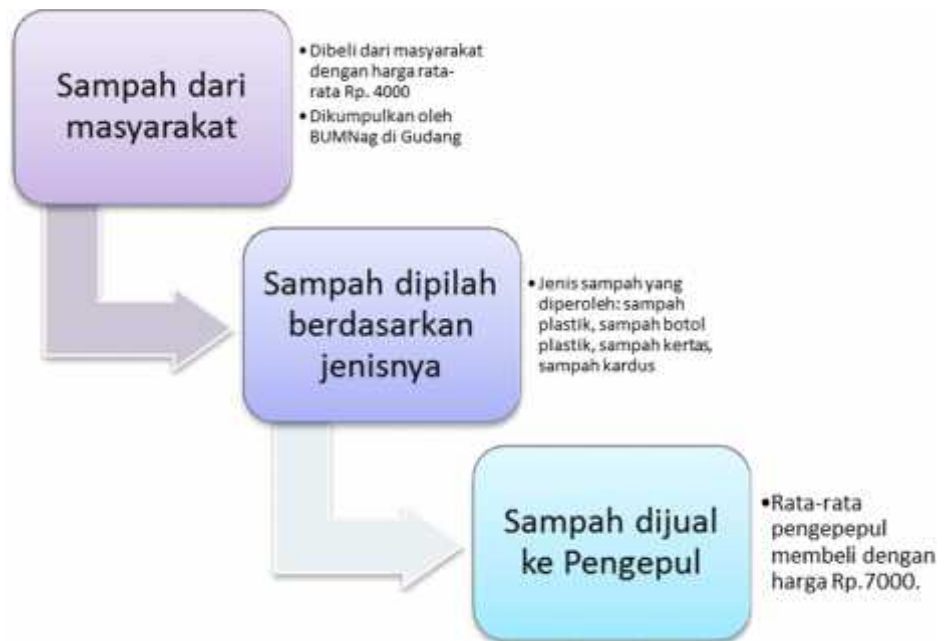 Sampah dari
masyarakat
•Dibeli dari masyarakat
dengan harga rata-
rata Rp. 4000
•Dikumpulkan oleh
BUMNag di Gudang
Sampah dipilah
berdasarkan
jenisnya
•Jenis sampah yang
diperoleh: sampah
plastik, sampah botol
plastik, sampah kertas,
sampah kardus
Sampah dijual
ke Pengepul
•Rata-rata
pengepepul
membeli dengan
harga Rp.7000.